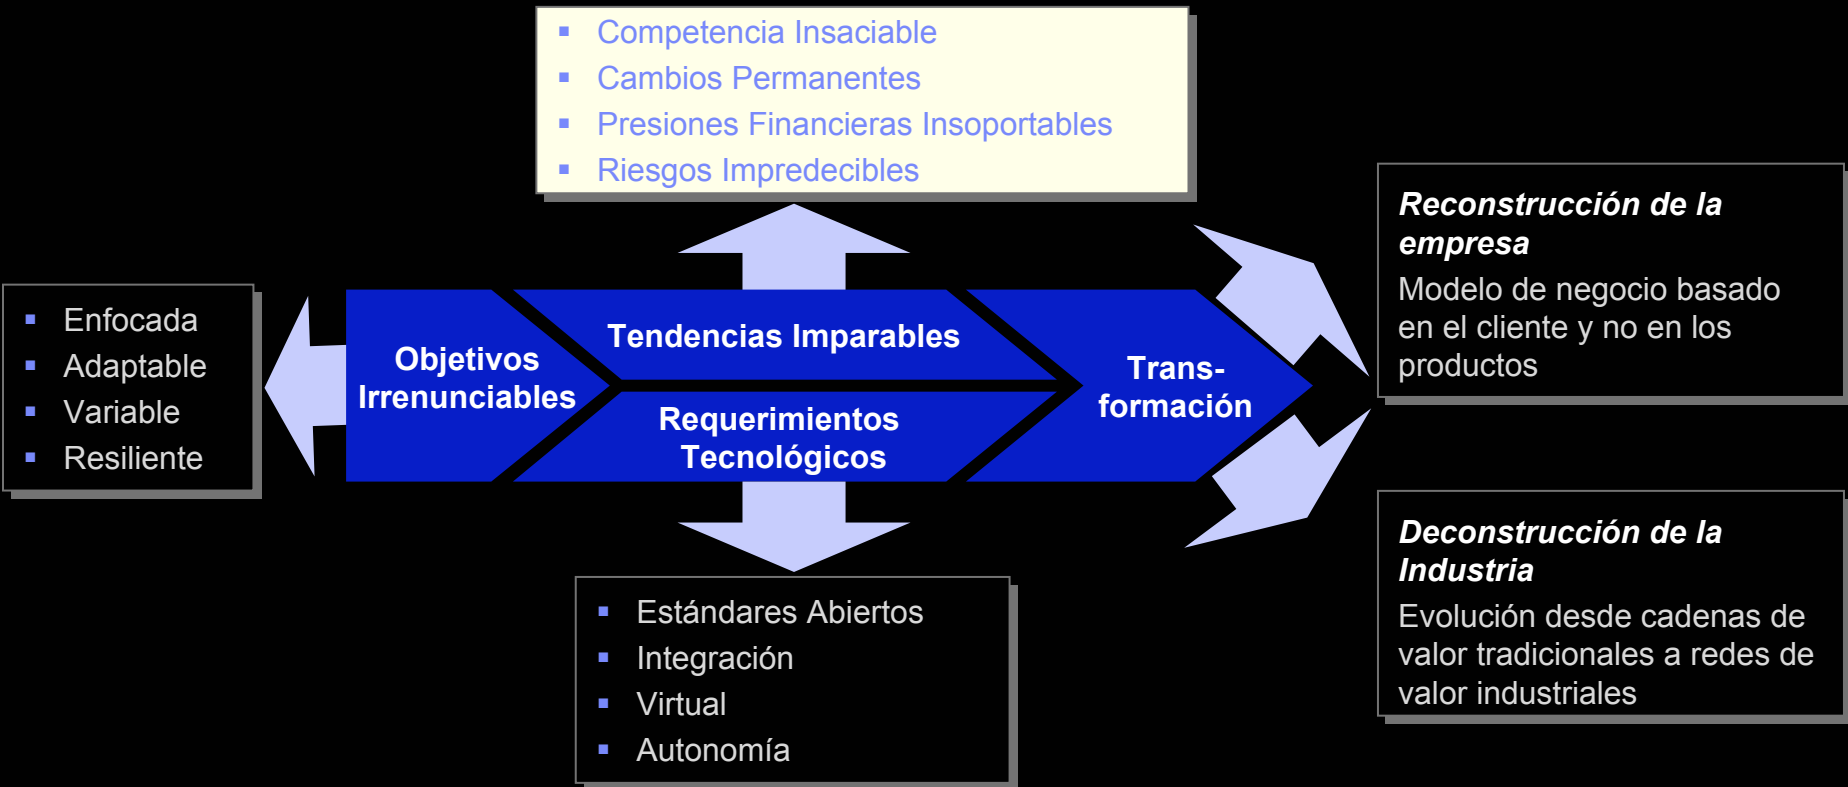 Competencia Insaciable
Cambios Permanentes
Presiones Financieras Insoportables
Riesgos Impredecibles
Enfocada
Adaptable
Variable
Resiliente
Objetivos
Irrenunciables
Tendencias Imparables
Requerimientos
Tecnológicos
Trans-
formación
Reconstrucción de la
empresa
Modelo de negocio basado
en el cliente y no en los
productos
Deconstrucción de la
Industria
Evolución desde cadenas de
valor tradicionales a redes de
valor industriales
Estándares Abiertos
Integración
Virtual
Autonomía